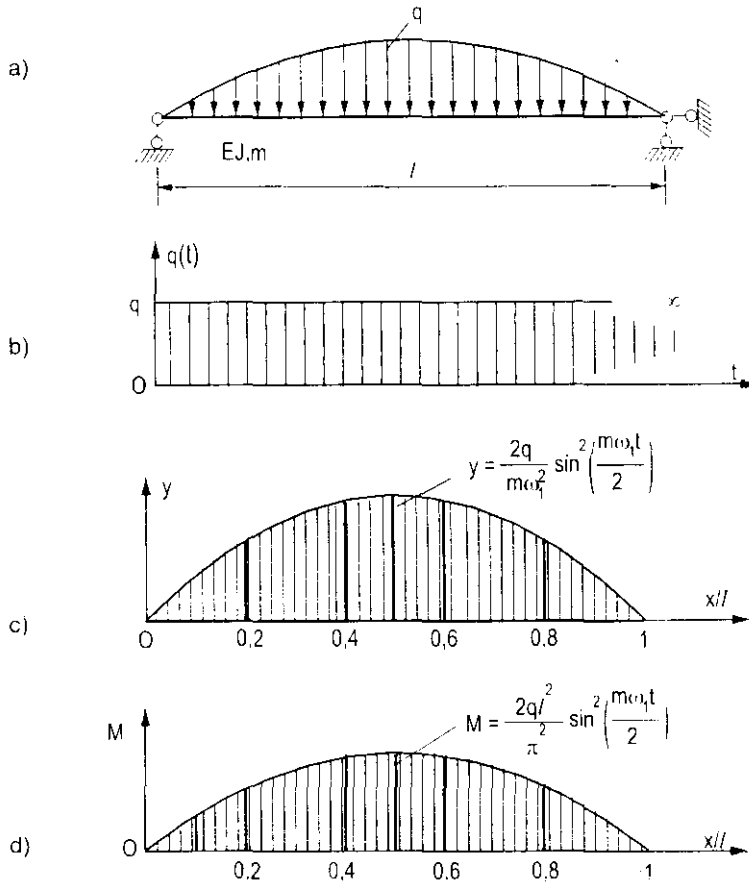 a)
q
EJ,m
l
b)
q(t)
q
O
t
∞
c)
y
y = 2q/mω₁² sin² (mω₁t/2)
O 0,2 0,4 0,6 0,8 1
x/l
d)
M
M = 2ql²/π² sin² (mω₁t/2)
O
0,2 0,4 0,6 0,8 1
x/l